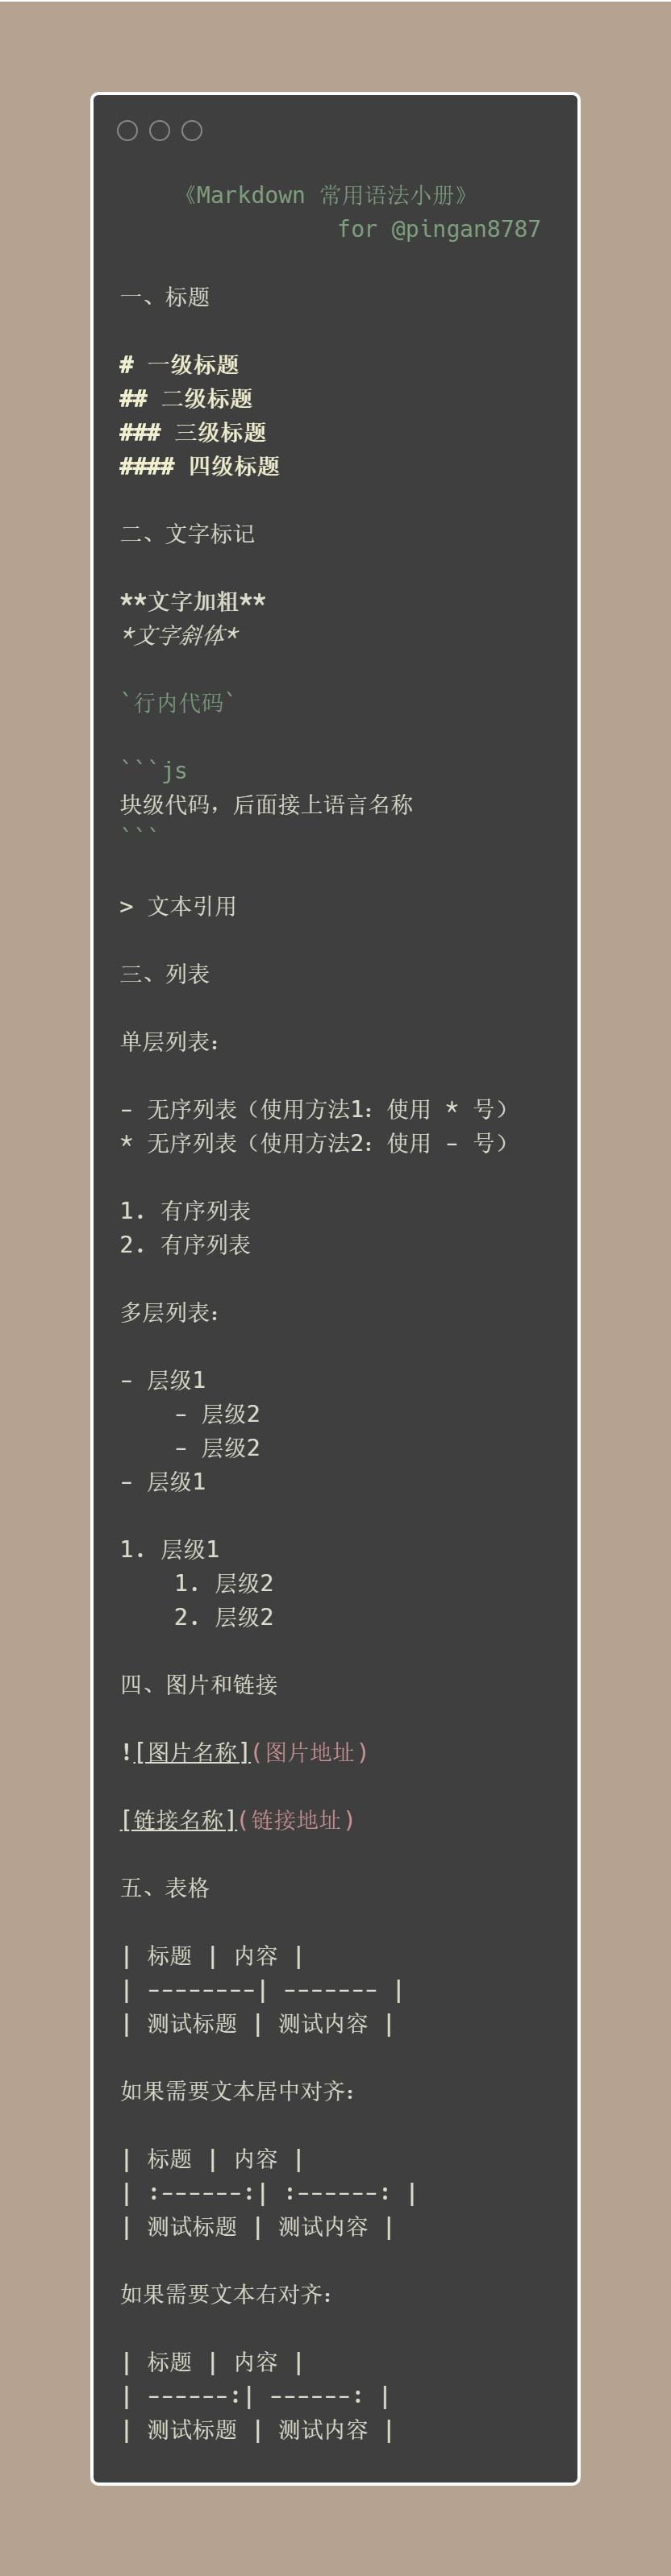 《Markdown 常用语法小册》
for @pingan8787
一、标题
# 一级标题
## 二级标题
### 三级标题
#### 四级标题
二、文字标记
**文字加粗**
*文字斜体*
`行内代码`
```js
块级代码，后面接上语言名称
```
> 文本引用
三、列表
单层列表：
- 无序列表（使用方法1：使用 * 号）
* 无序列表（使用方法2：使用 - 号）
1. 有序列表
2. 有序列表
多层列表：
- 层级1
    - 层级2
    - 层级2
- 层级1
1. 层级1
    1. 层级2
    2. 层级2
四、图片和链接
![图片名称](图片地址)
[链接名称](链接地址)
五、表格
| 标题 | 内容 |
| --------| ------- |
| 测试标题 | 测试内容 |
如果需要文本居中对齐：
| 标题 | 内容 |
| :------:| :------: |
| 测试标题 | 测试内容 |
如果需要文本右对齐：
| 标题 | 内容 |
| ------:| ------: |
| 测试标题 | 测试内容 |